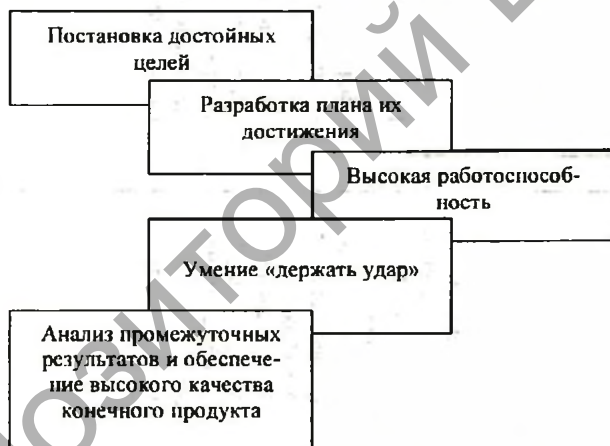 Постановка достойных
целей
Разработка плана их
достижения
Высокая работоспособ-
ность
Умение «держать удар»
Анализ промежуточных
результатов и обеспече-
ние высокого качества
конечного продукта